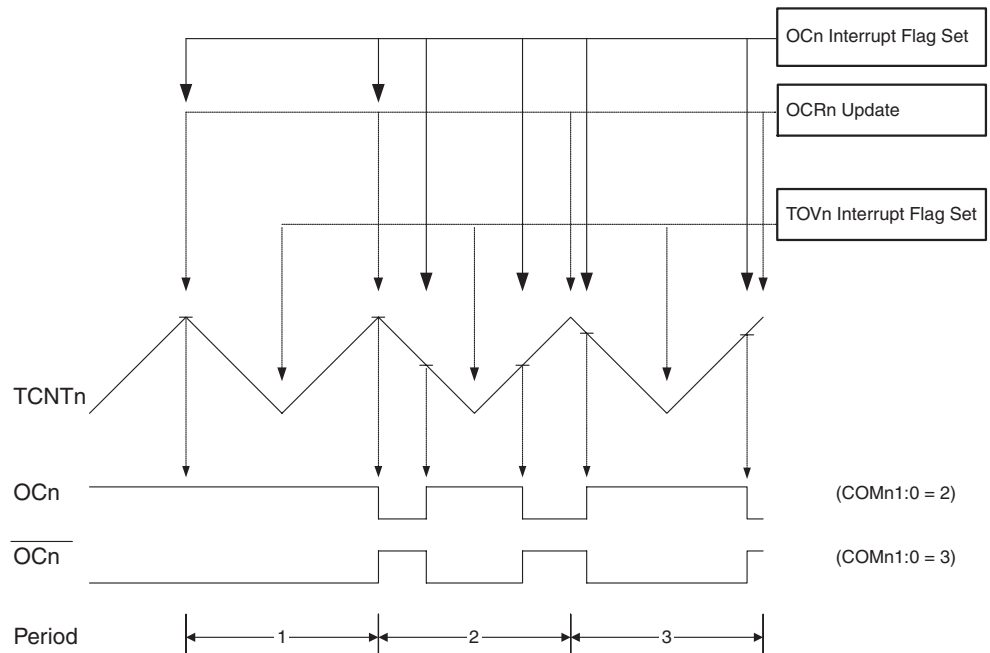 OCn Interrupt Flag Set
OCRn Update
TOVn Interrupt Flag Set
TCNTn
OCn (COMn1:0 = 2)
OCn (COMn1:0 = 3)
Period 1 2 3